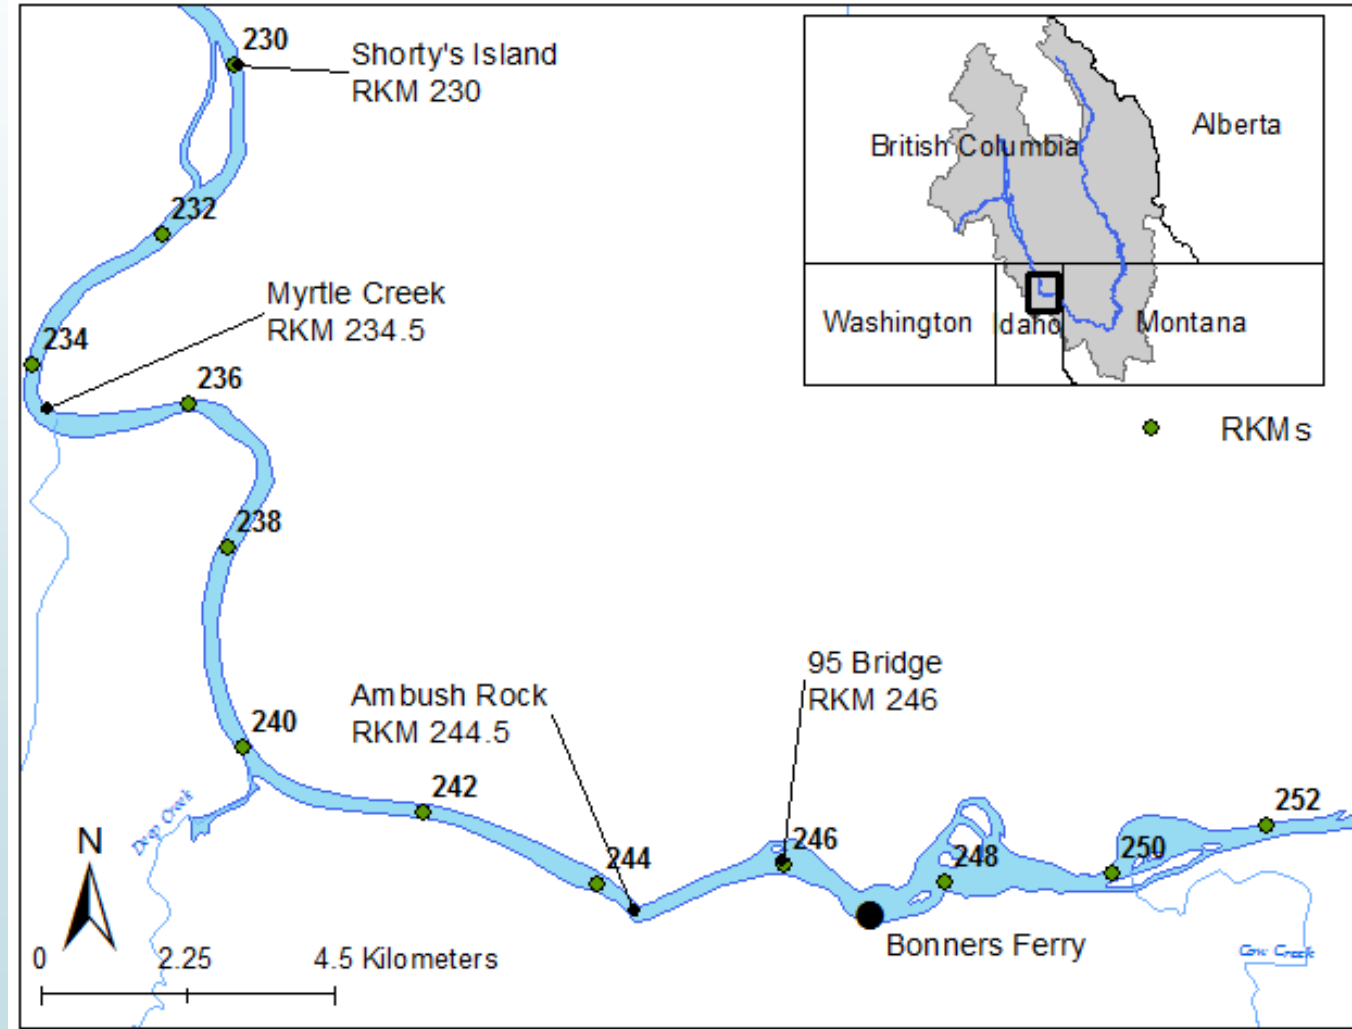 230
Shorty's Island
RKM 230
British Columbia
Alberta
Washington
Idaho
Montana
RKMs
232
Myrtle Creek
RKM 234.5
234
236
238
240
Ambush Rock
RKM 244.5
95 Bridge
RKM 246
242
244
246
248
250
252
Deep Creek
Bonners Ferry
Cow Creek
N
0 2.25 4.5 Kilometers